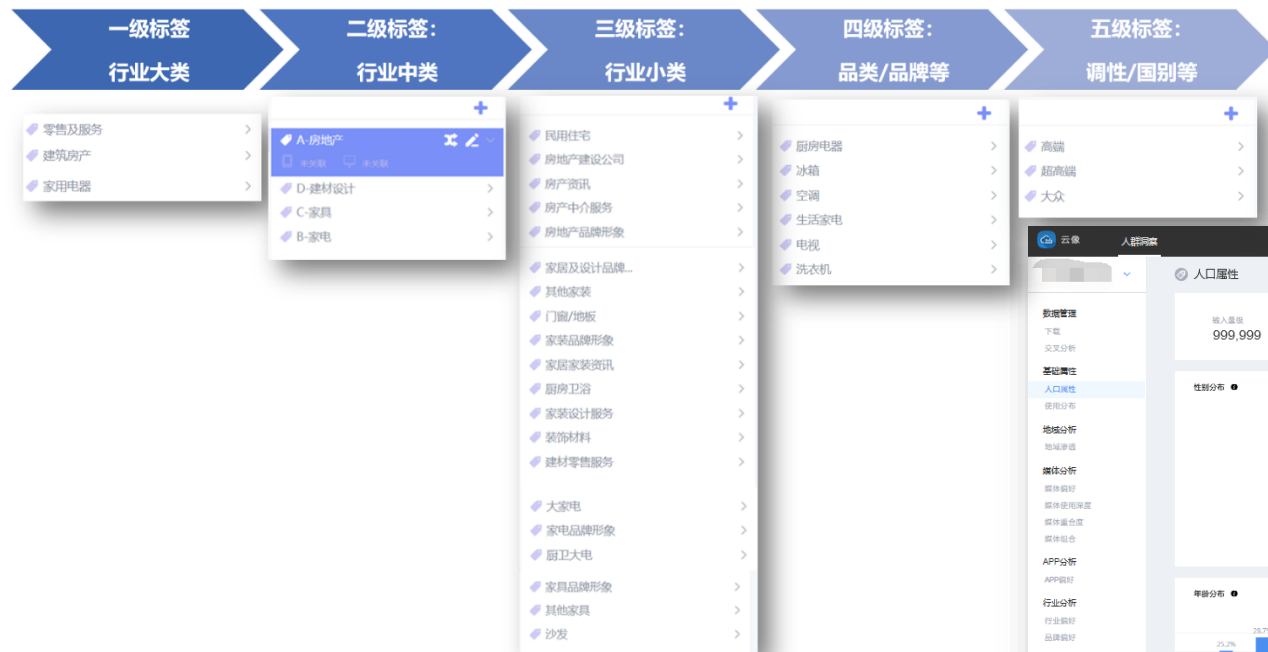 一级标签
行业大类
二级标签：
行业中类
三级标签：
行业小类
四级标签：
品类/品牌等
五级标签：
调性/国别等
零售及服务
建筑房产
家用电器
A-房地产
未关联
未关联
D-建材设计
C-家具
B-家电
民用住宅
房地产建设公司
房产资讯
房产中介服务
房地产品牌形象
家居及设计品牌...
其他家装
门窗/地板
家装品牌形象
家居家装资讯
厨房卫浴
家装设计服务
装饰材料
建材零售服务
大家电
家电品牌形象
厨卫大电
家具品牌形象
其他家具
沙发
厨房电器
冰箱
空调
生活家电
电视
洗衣机
高端
超高端
大众
云像
人群洞察
人口属性
数据管理
下载
交叉分析
基础属性
人口属性
使用分布
地域分析
地域渗透
媒体分析
媒体偏好
媒体使用深度
媒体重合度
媒体组合
APP分析
APP偏好
行业分析
行业偏好
品牌偏好
输入量级
999,999
性别分布
年龄分布
25.2%